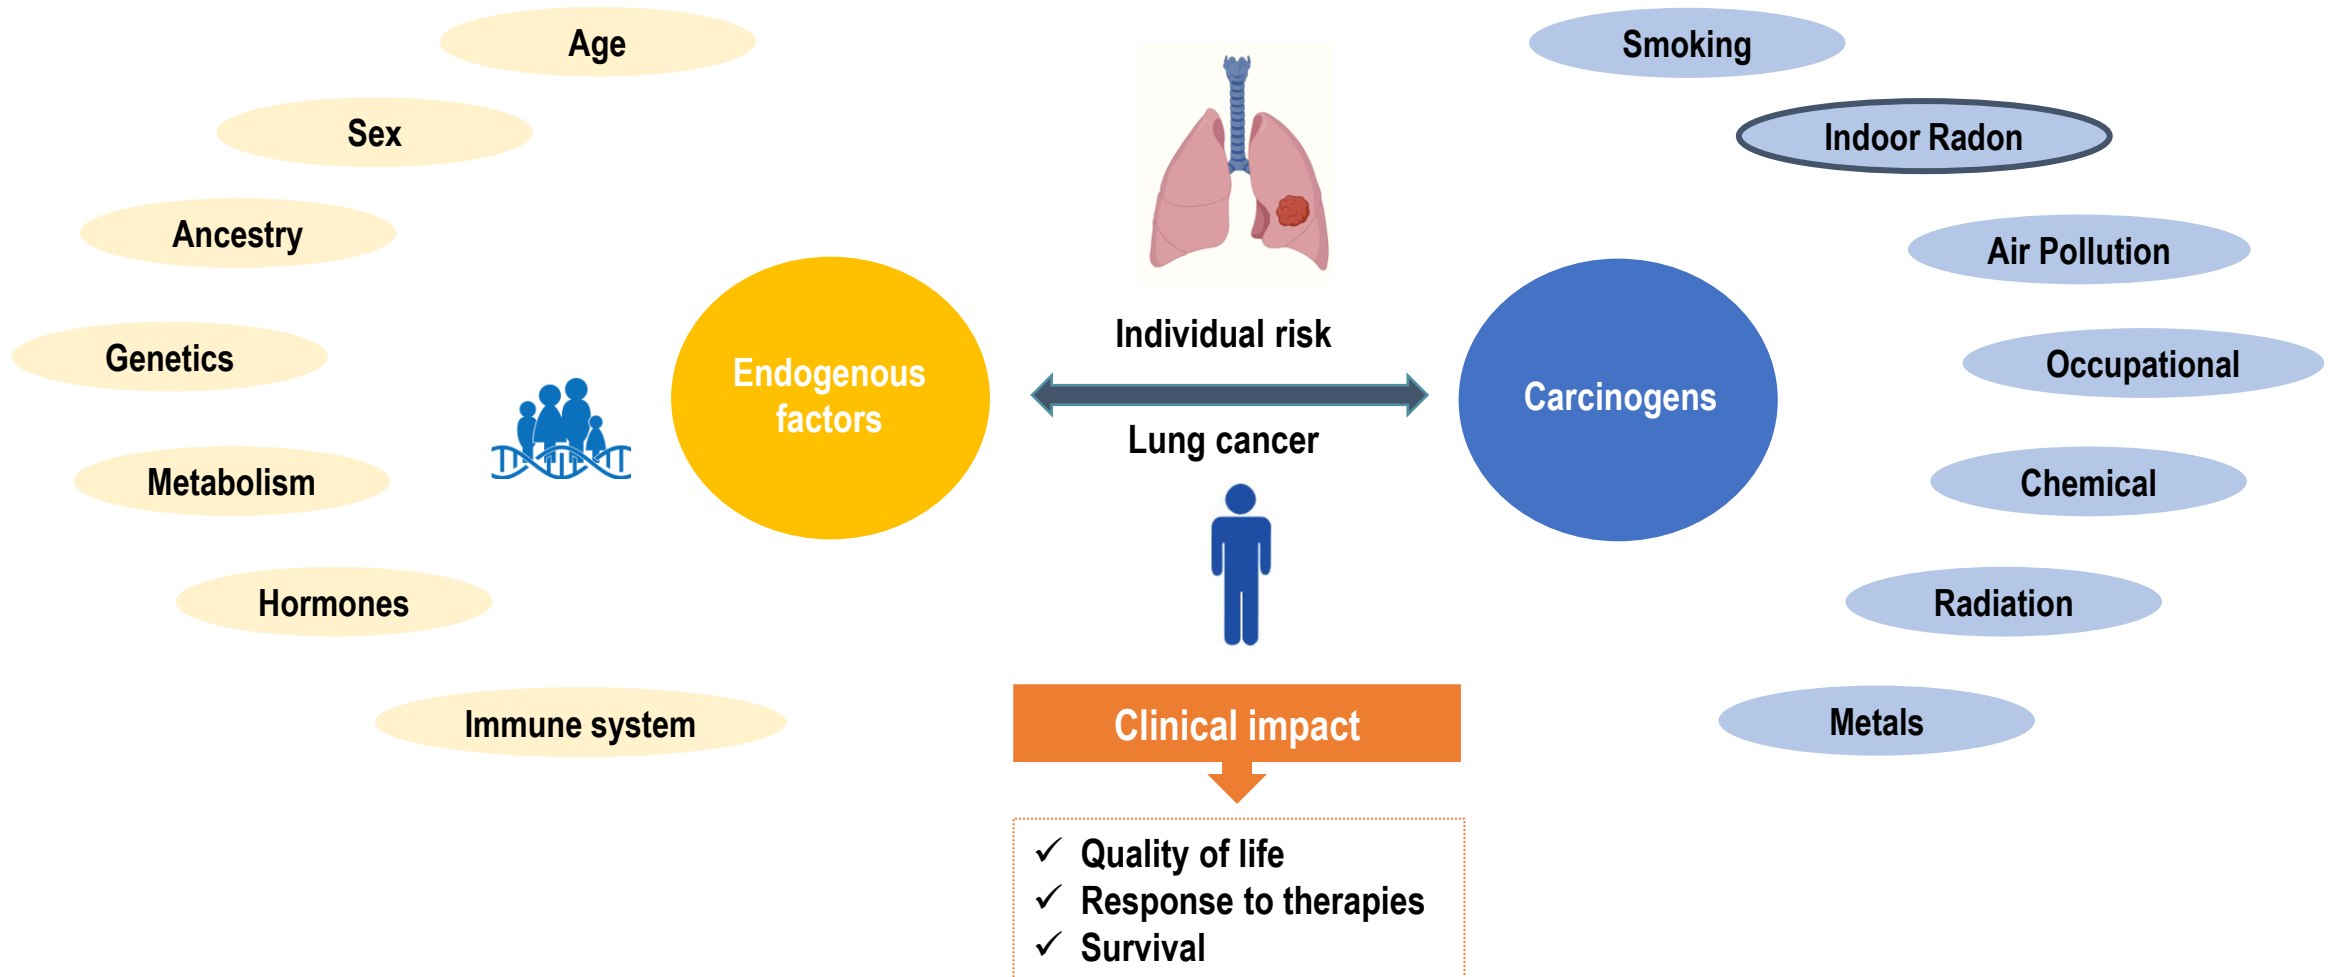 Age
Sex
Ancestry
Genetics
Metabolism
Hormones
Immune system
Endogenous
factors
Individual risk
Lung cancer
Clinical impact
✓ Quality of life
✓ Response to therapies
✓ Survival
Carcinogens
Smoking
Indoor Radon
Air Pollution
Occupational
Chemical
Radiation
Metals